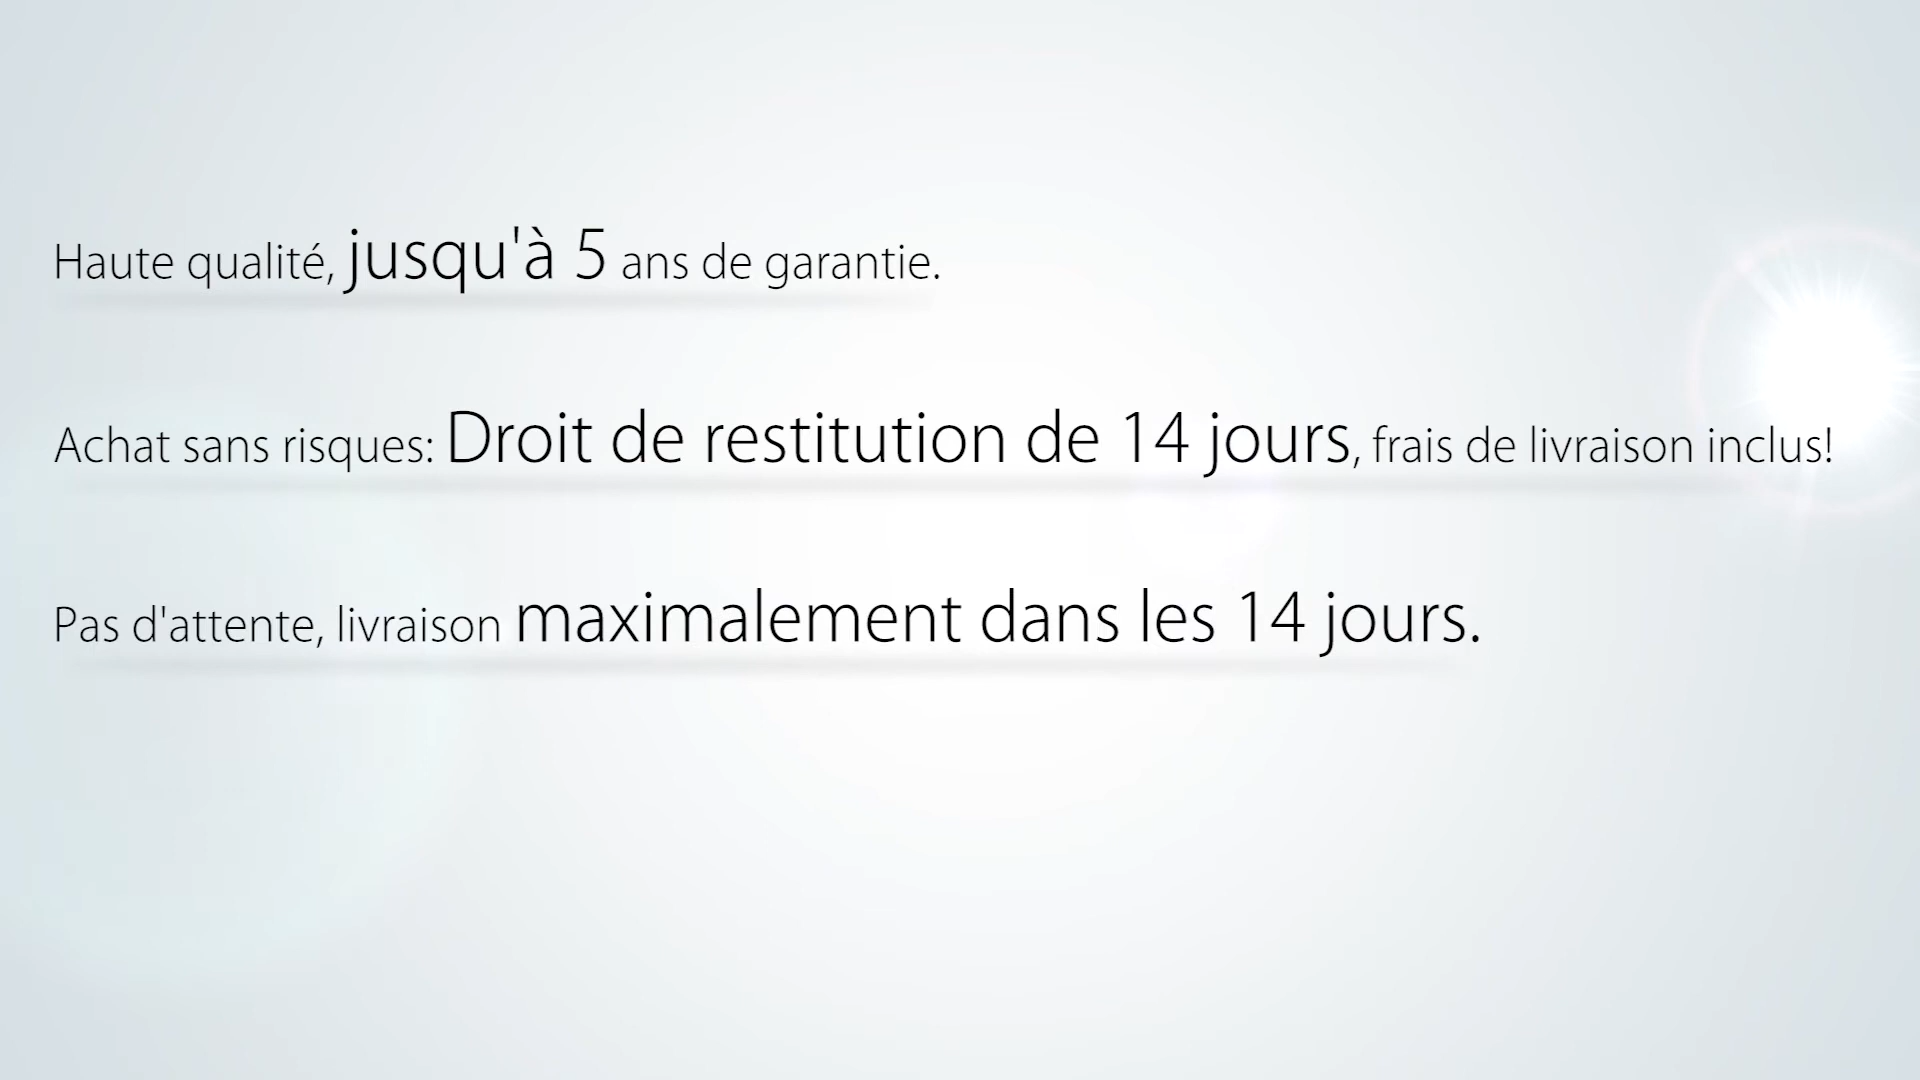 Haute qualité, jusqu'à 5 ans de garantie.
Achat sans risques: Droit de restitution de 14 jours, frais de livraison inclus!
Pas d'attente, livraison maximalement dans les 14 jours.